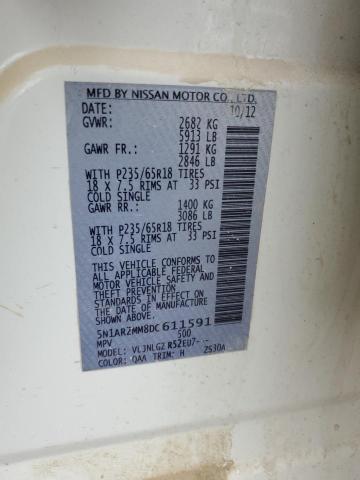 MFD BY NISSAN MOTOR CO., LTD.
DATE: 10/12
GVWR: 2682 KG
5913 LB
GAWR FR.: 1291 KG
2846 LB
WITH P235/65R18 TIRES
18 X 7.5 RIMS AT 33 PSI
COLD SINGLE
GAWR RR.: 1400 KG
3086 LB
WITH P235/65R18 TIRES
18 X 7.5 RIMS AT 33 PSI
COLD SINGLE
THIS VEHICLE CONFORMS TO ALL
APPLICABLE FEDERAL MOTOR
VEHICLE SAFETY STANDARDS
IN EFFECT ON THE DATE OF
MANUFACTURE
SHOWN ABOVE.
5N1AR2MM8DC611591
MPV 500
VLJNLGZ R52EU7--
COLOR: QAA TRIM: H ZS30A